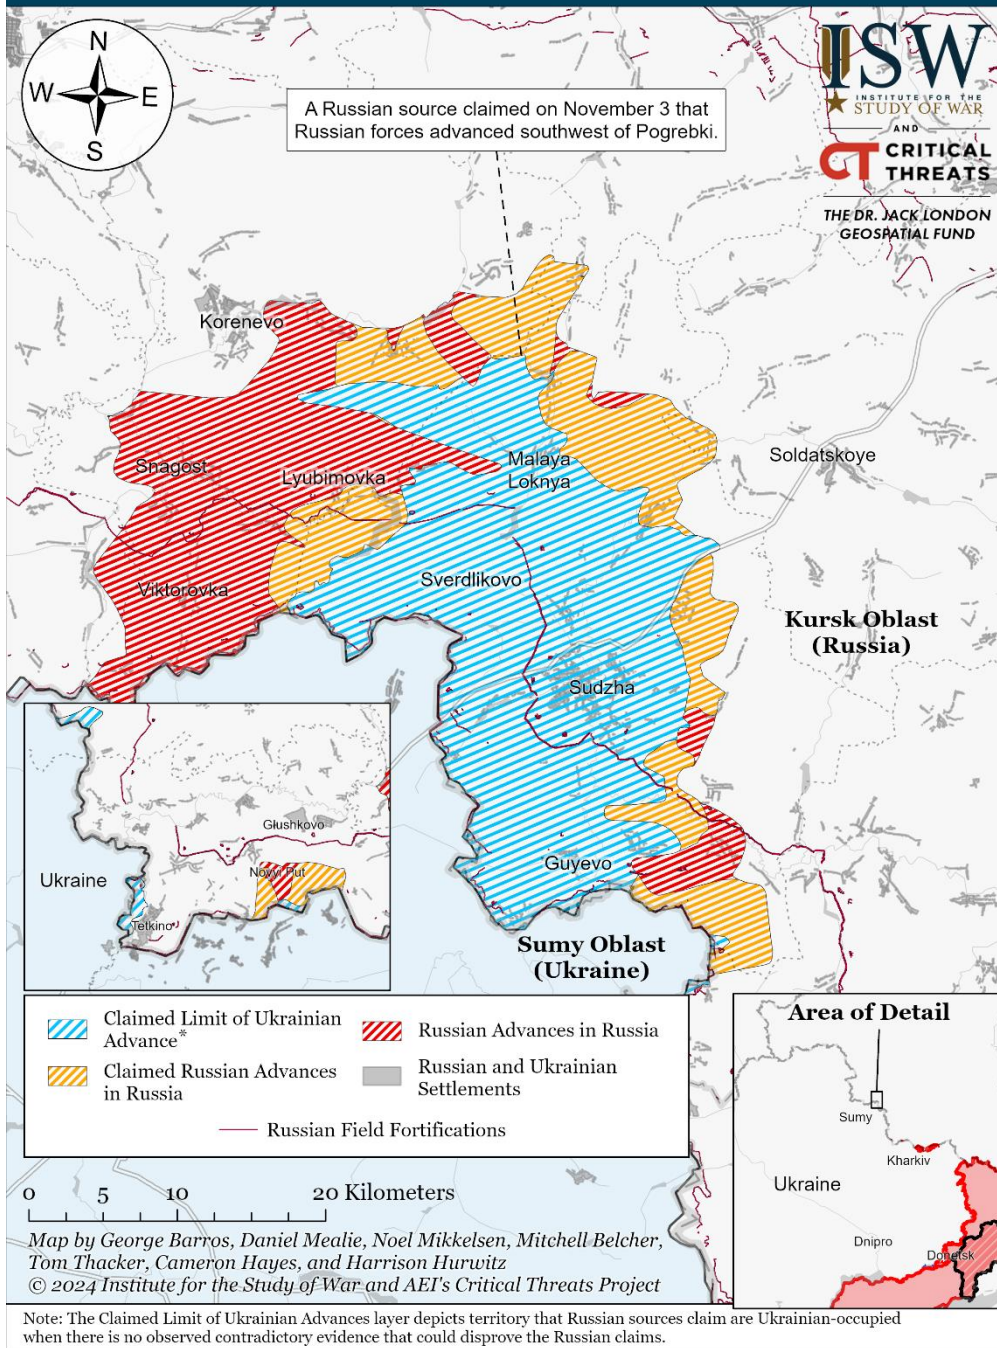 N
W E
S
ISW
INSTITUTE FOR THE
STUDY OF WAR
AND
CT CRITICAL
THREATS
THE DR. JACK LONDON
GEOSPATIAL FUND
A Russian source claimed on November 3 that
Russian forces advanced southwest of Pogrebki.
Korenevo
Snagost
Lyubimovka
Malaya
Loknya
Soldatskoye
Viktorovka
Sverdlikovo
Kursk Oblast
(Russia)
Sudzha
Guyevo
Sumy Oblast
(Ukraine)
Glushkovo
Ukraine
Novyi Put
Tetkino
Claimed Limit of Ukrainian
Advance*
Russian Advances in Russia
Claimed Russian Advances
in Russia
Russian and Ukrainian
Settlements
Russian Field Fortifications
Area of Detail
Sumy
Kharkiv
Ukraine
Dnipro
Donetsk
0 5 10 20 Kilometers
Map by George Barros, Daniel Mealie, Noel Mikkelsen, Mitchell Belcher,
Tom Thacker, Cameron Hayes, and Harrison Hurwitz
© 2024 Institute for the Study of War and AEI's Critical Threats Project
Note: The Claimed Limit of Ukrainian Advances layer depicts territory that Russian sources claim are Ukrainian-occupied
when there is no observed contradictory evidence that could disprove the Russian claims.